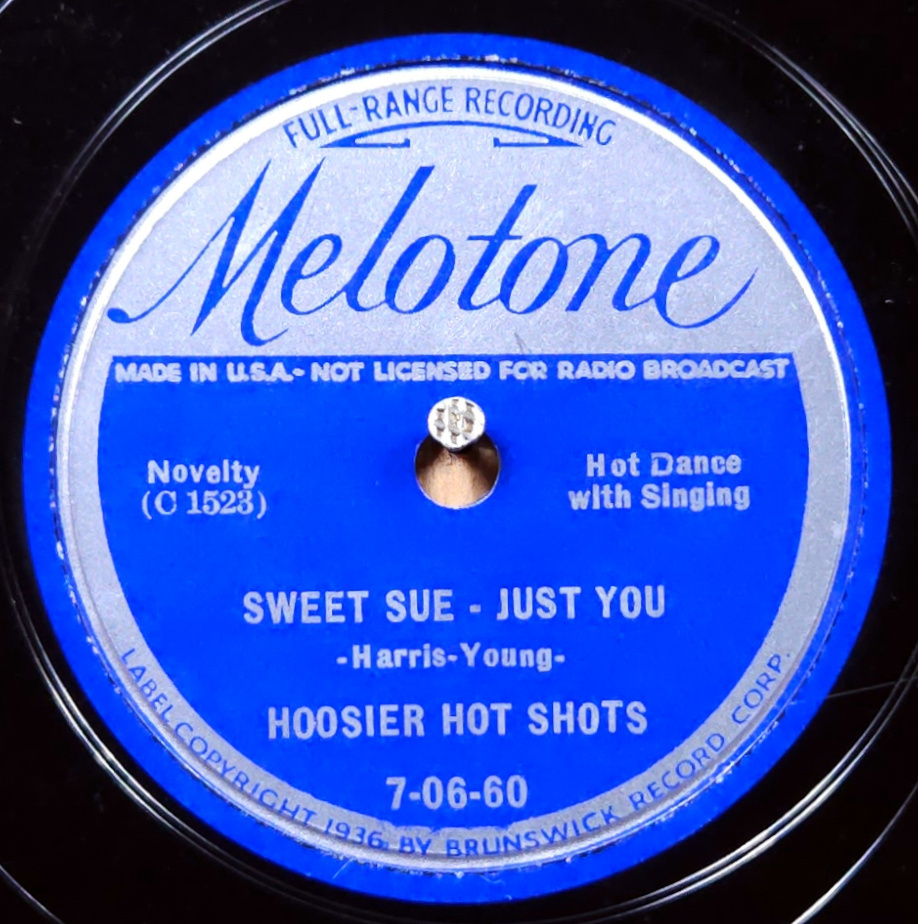 FULL-RANGE RECORDING
Melotone
MADE IN U.S.A.- NOT LICENSED FOR RADIO BROADCAST
Novelty
(C 1523)
Hot Dance
with Singing
SWEET SUE - JUST YOU
-Harris-Young-
HOOSIER HOT SHOTS
7-06-60
LABEL COPYRIGHT 1936, BY BRUNSWICK RECORD CORP.